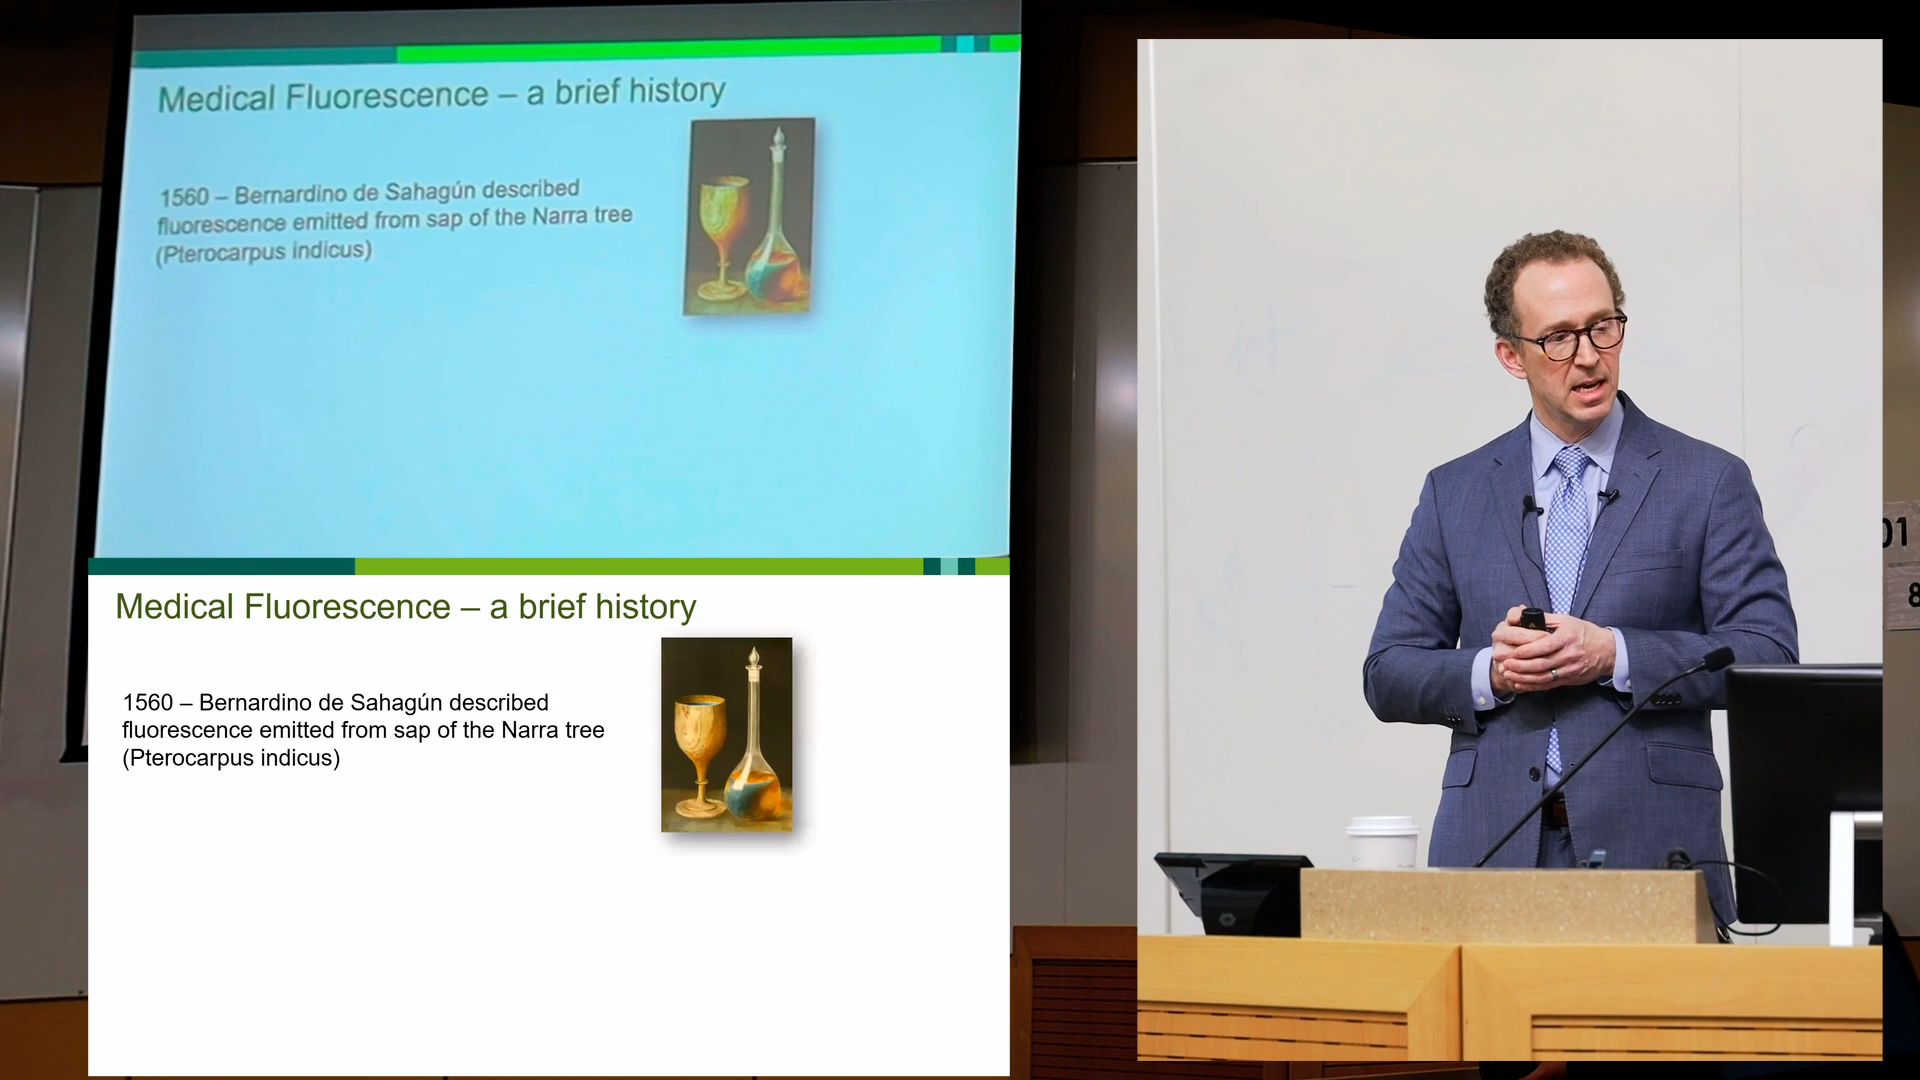 Medical Fluorescence – a brief history
1560 – Bernardino de Sahagún described
fluorescence emitted from sap of the Narra tree
(Pterocarpus indicus)
Medical Fluorescence – a brief history
1560 – Bernardino de Sahagún described
fluorescence emitted from sap of the Narra tree
(Pterocarpus indicus)
01
8